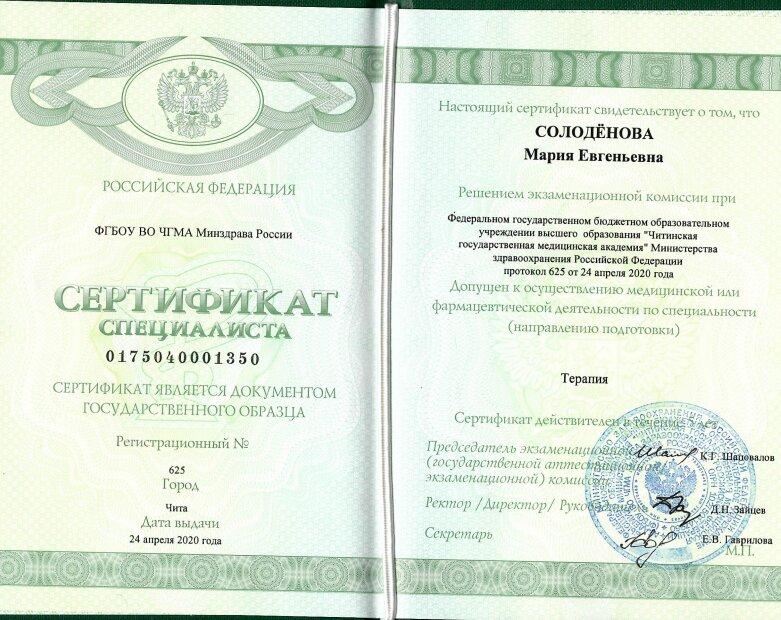 РОССИЙСКАЯ ФЕДЕРАЦИЯ
ФГБОУ ВО ЧГМА Минздрава России
СЕРТИФИКАТ
СПЕЦИАЛИСТА
0175040001350
СЕРТИФИКАТ ЯВЛЯЕТСЯ ДОКУМЕНТОМ
ГОСУДАРСТВЕННОГО ОБРАЗЦА
Регистрационный №
625
Город
Чита
Дата выдачи
24 апреля 2020 года
Настоящий сертификат свидетельствует о том, что
СОЛОДЁНОВА
Мария Евгеньевна
Решением экзаменационной комиссии при
Федеральном государственном бюджетном образовательном
учреждении высшего образования "Читинская
государственная медицинская академия" Министерства
здравоохранения Российской Федерации
протокол 625 от 24 апреля 2020 года
Допущен к осуществлению медицинской или
фармацевтической деятельности по специальности
(направлению подготовки)
Терапия
Сертификат действителен в течение 5 лет
Председатель экзаменационной
(государственной аттестационной
экзаменационной) комиссии
К.Г. Шаповалов
Ректор /Директор/ Руководитель
Д.Н. Зайцев
Секретарь
Е.В. Гаврилова
М.П.